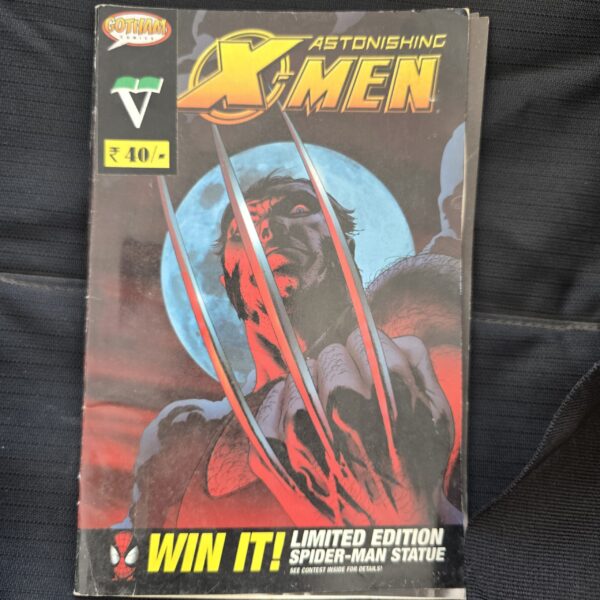 GOTHAM
COMICS
ASTONISHING
X-MEN
V
₹ 40/-
WIN IT! LIMITED EDITION
SPIDER-MAN STATUE
SEE CONTEST INSIDE FOR DETAILS!